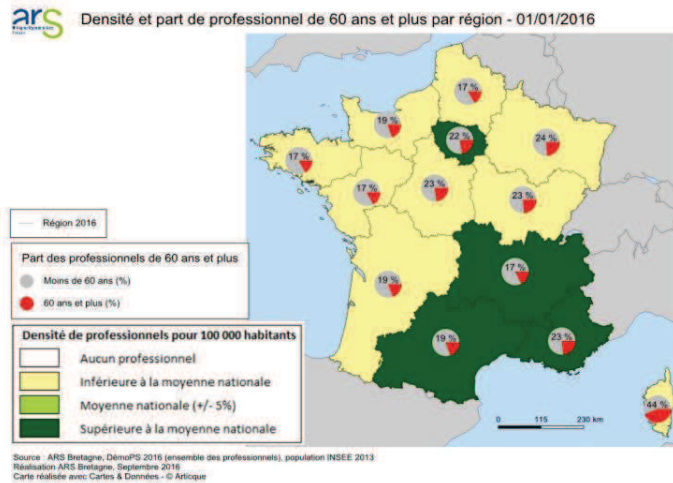 ars
Densité et part de professionnel de 60 ans et plus par région - 01/01/2016
17 %
19 %
22 %
24 %
17 %
17 %
23 %
23 %
Région 2016
Part des professionnels de 60 ans et plus
Moins de 60 ans (%)
60 ans et plus (%)
17 %
19 %
19 %
23 %
44 %
Densité de professionnels pour 100 000 habitants
Aucun professionnel
Inférieure à la moyenne nationale
Moyenne nationale (+/- 5%)
Supérieure à la moyenne nationale
0 115 230 km
Source : ARS Bretagne, DémoPS 2016 (ensemble des professionnels), population INSEE 2013
Réalisation ARS Bretagne, Septembre 2016
Carte réalisée avec Cartes & Données - © Articque